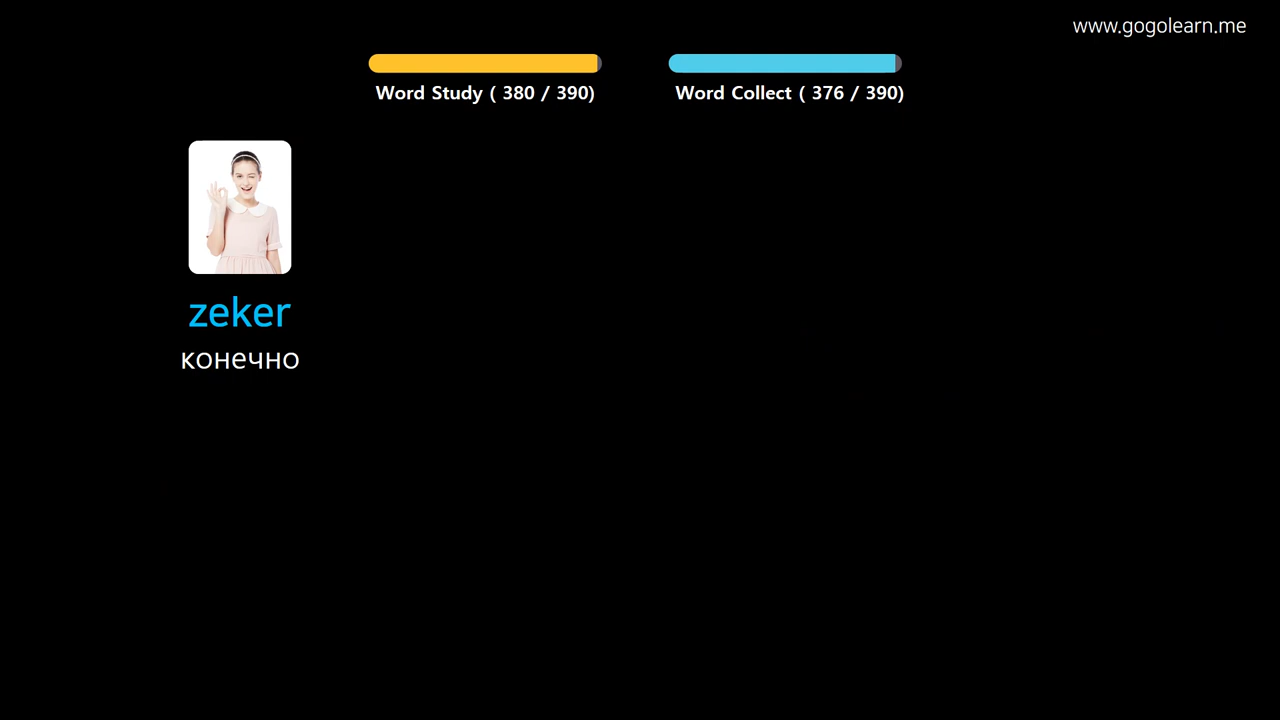 www.gogolearn.me
Word Study ( 380 / 390)
Word Collect ( 376 / 390)
zeker
конечно